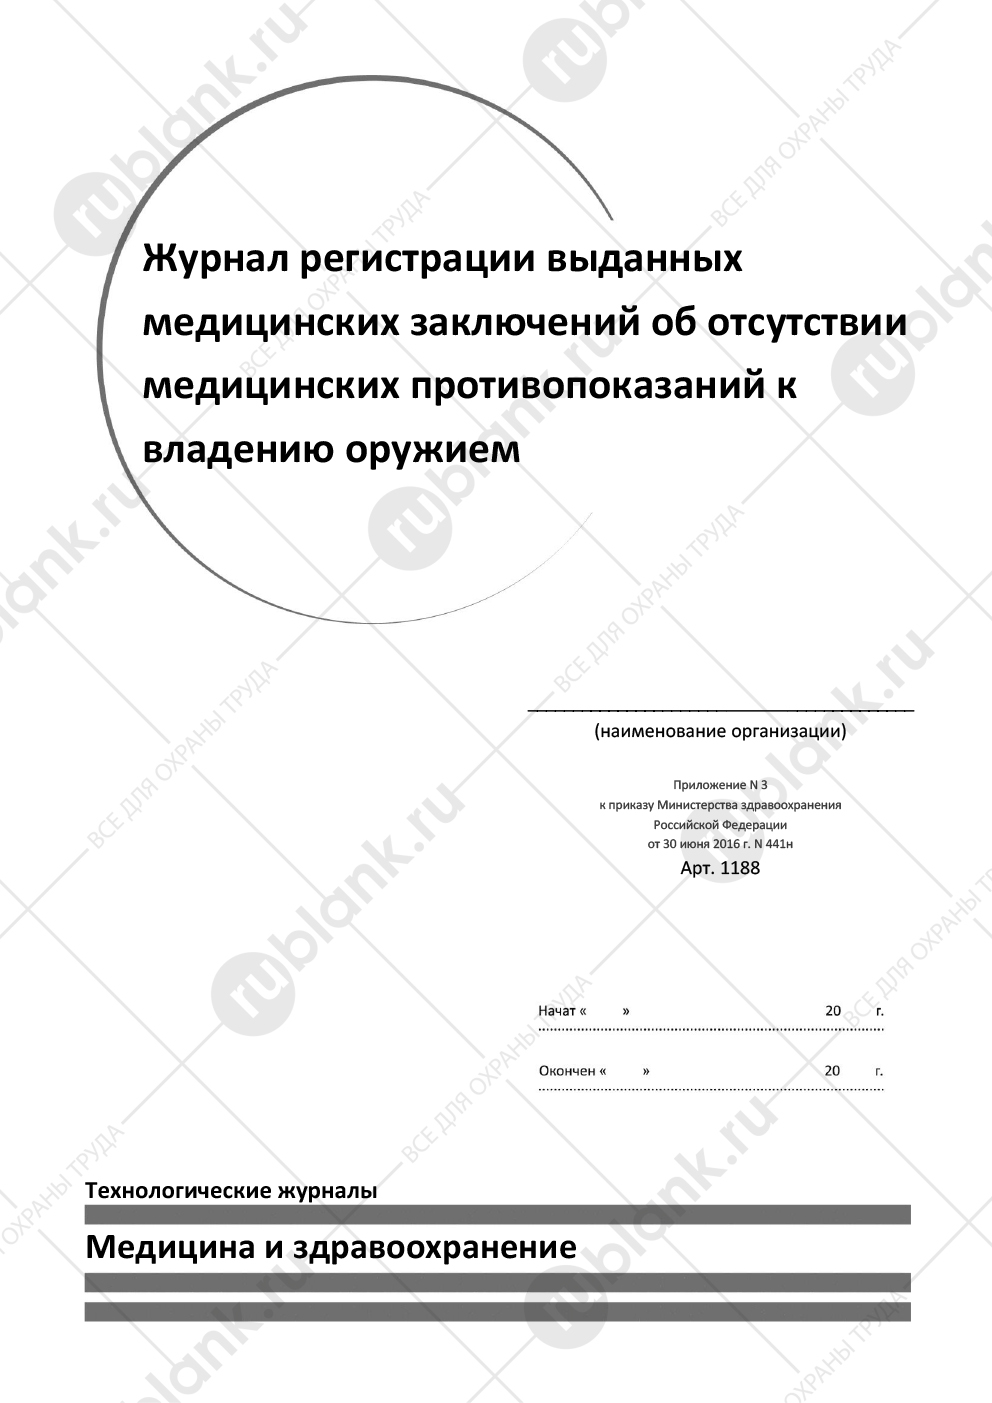 Журнал регистрации выданных
медицинских заключений об отсутствии
медицинских противопоказаний к
владению оружием
(наименование организации)
Приложение N 3
к приказу Министерства здравоохранения
Российской Федерации
от 30 июня 2016 г. N 441н
Арт. 1188
Начат « » 20 г.
Окончен « » 20 г.
Технологические журналы
Медицина и здравоохранение
rublank.ru
ВСЕ ДЛЯ ОХРАНЫ ТРУДА